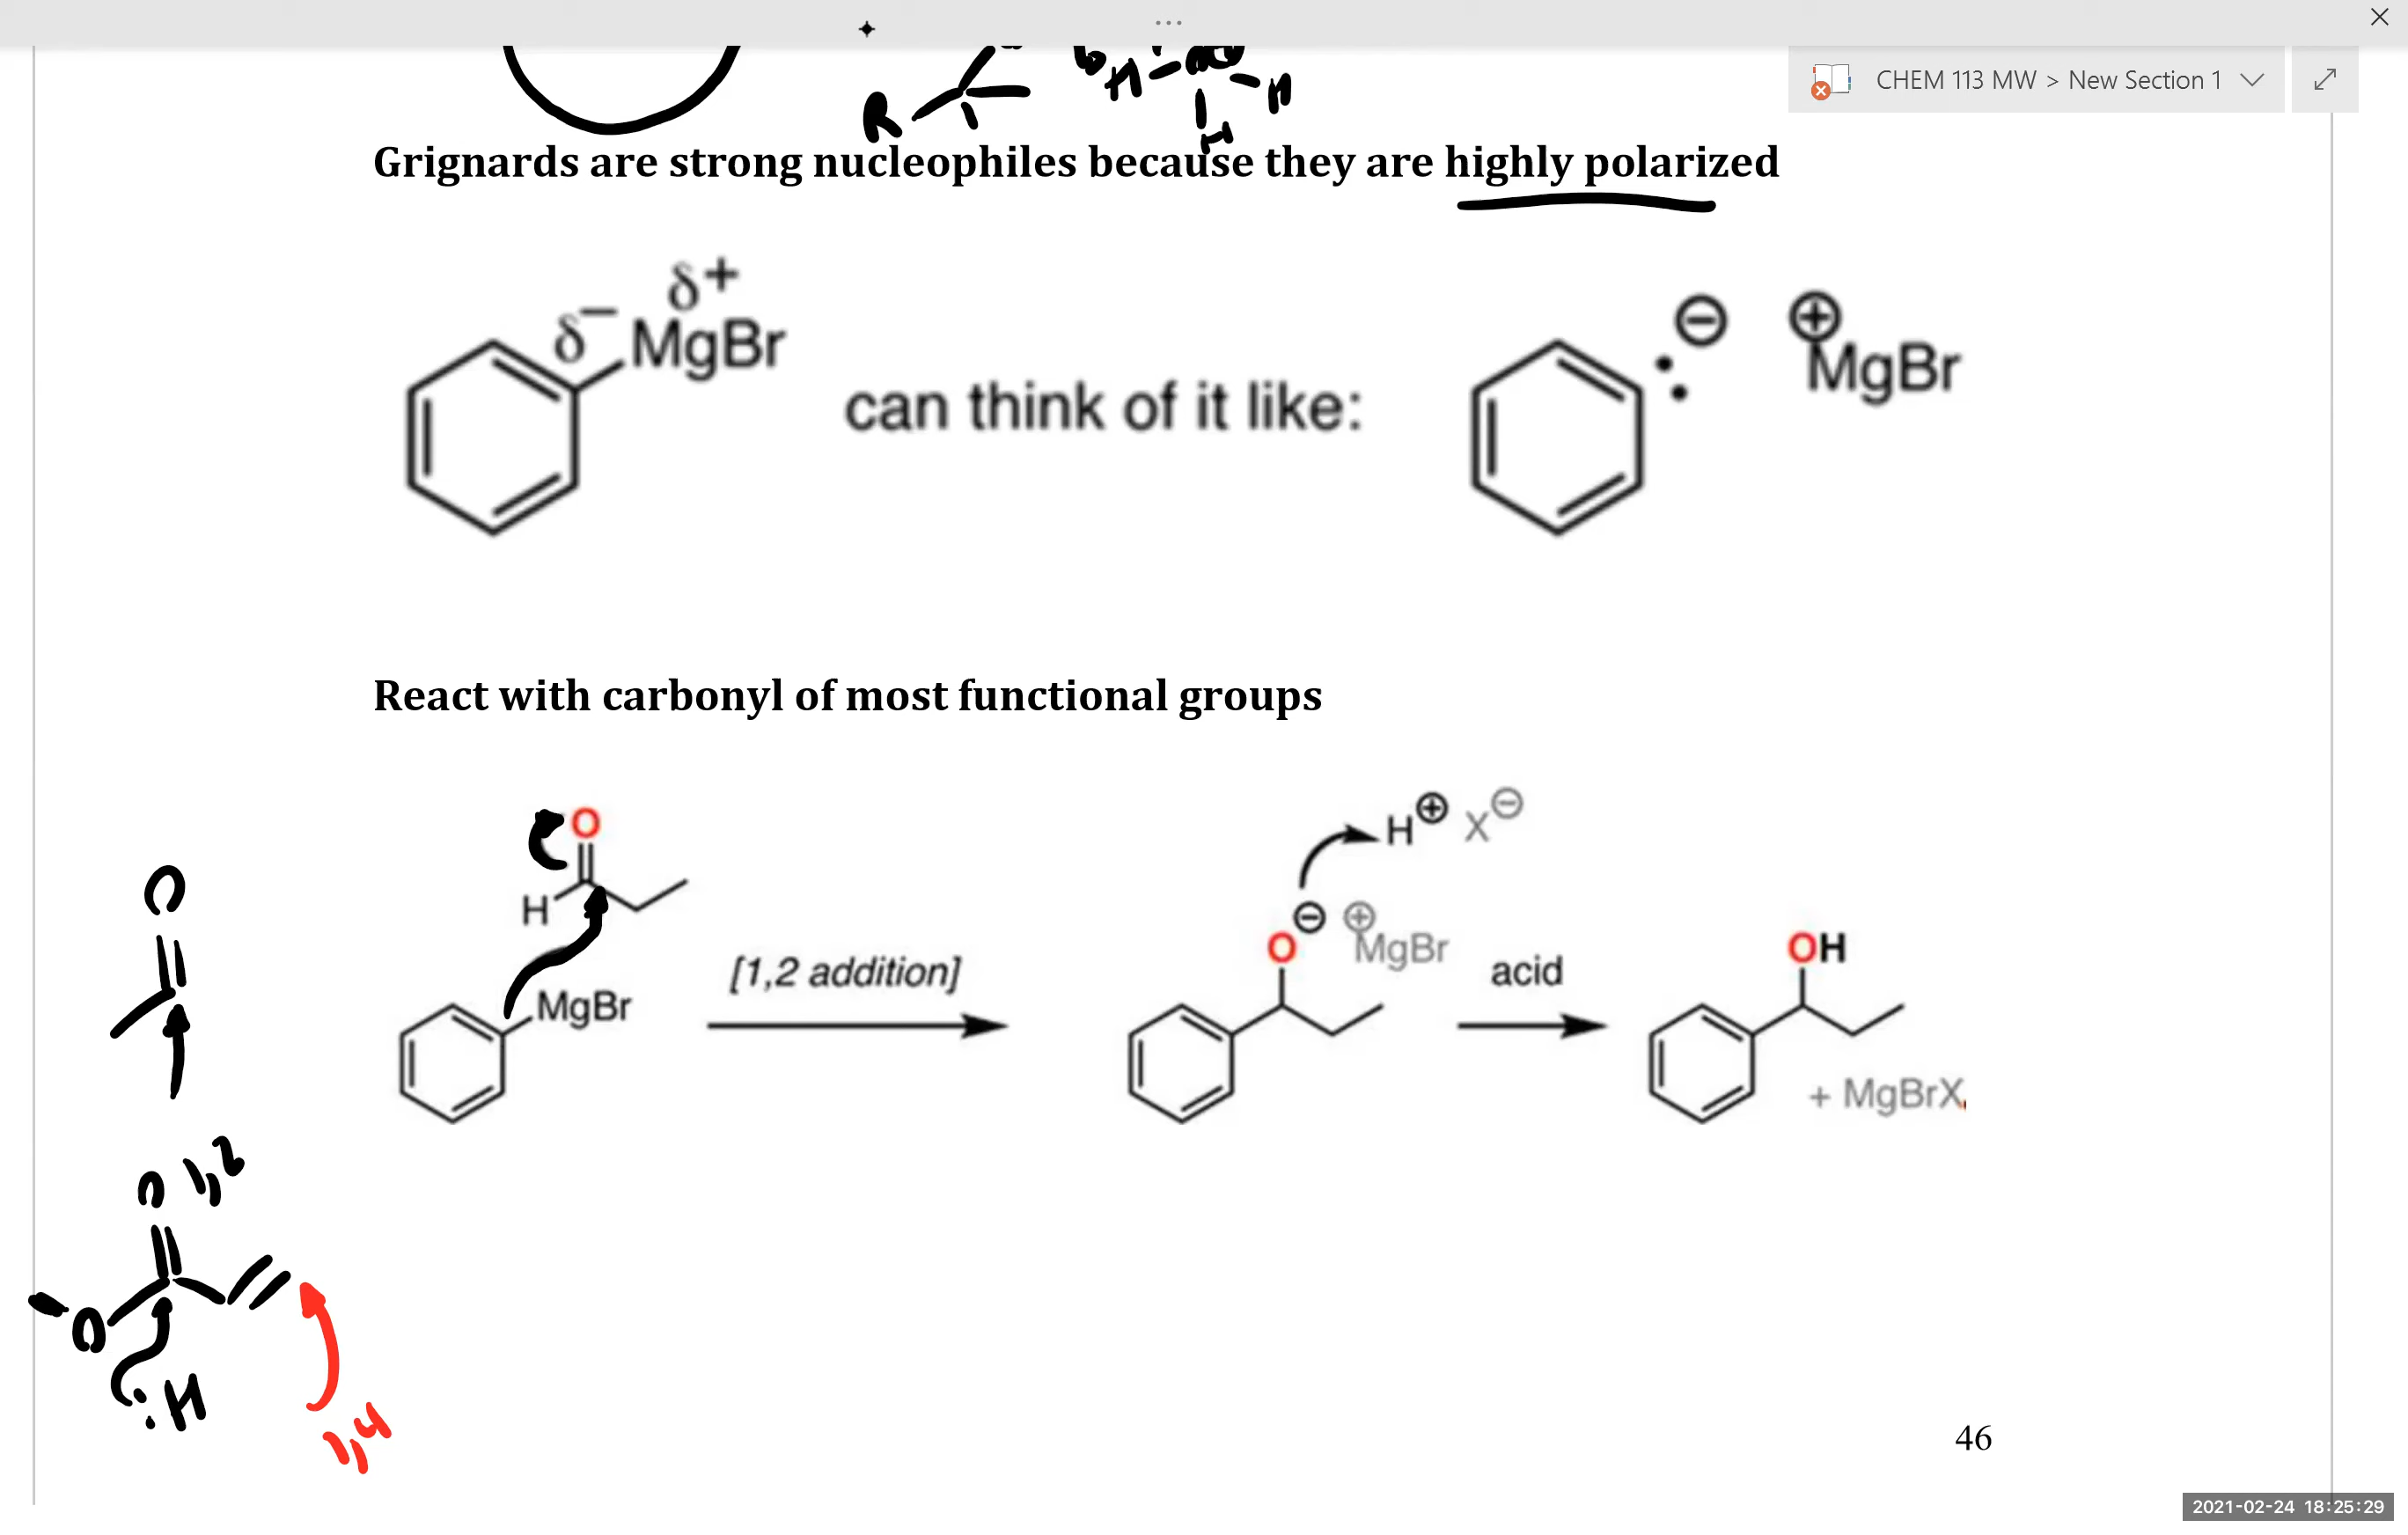 CHEM 113 MW > New Section 1
R
H
H
H
Grignards are strong nucleophiles because they are highly polarized
δ− δ+
MgBr
can think of it like:
⊖ ⊕
MgBr
React with carbonyl of most functional groups
O
H
MgBr
[1,2 addition]
H⊕ X⊖
O⊖ ⊕
MgBr
acid
OH
+ MgBrX
O
O 1,2
O
:H
1,4
46
2021-02-24 18:25:29